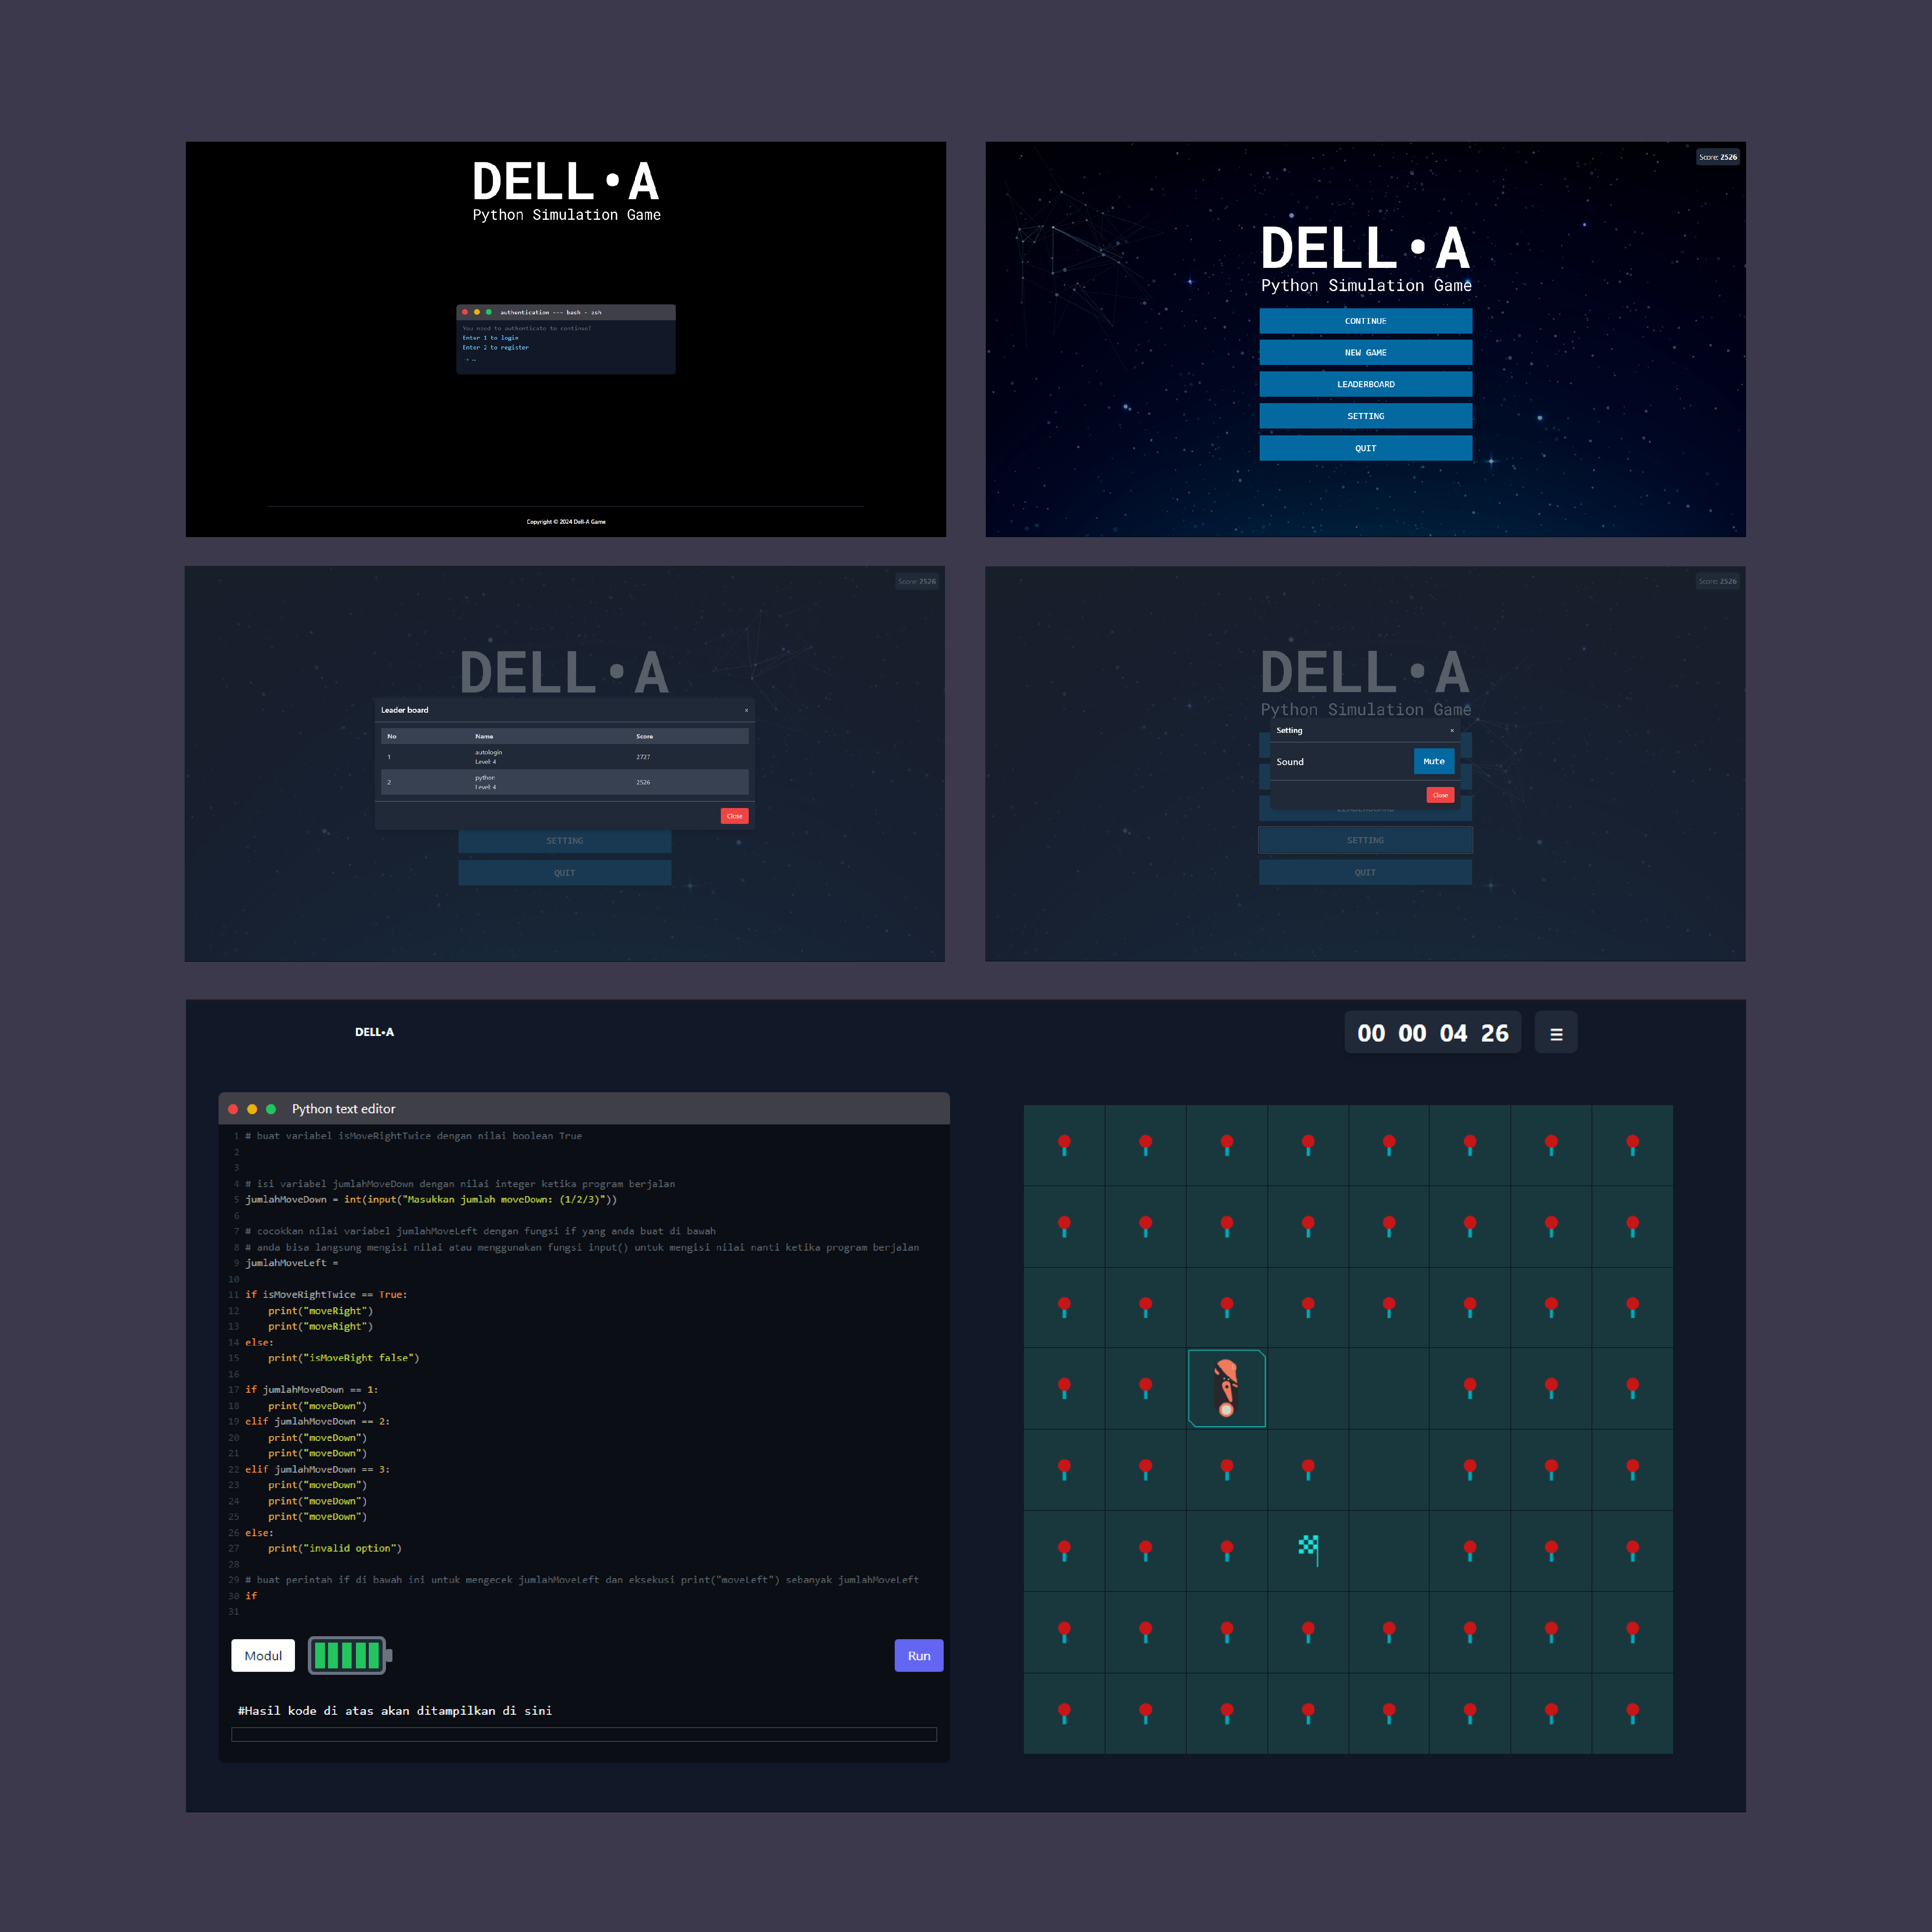 DELL•A
Python Simulation Game
authentication --- bash - zsh
You need to authenticate to continue!
Enter 1 to login
Enter 2 to register
Copyright © 2024 Dell-A Game
Score: 2526
DELL•A
Python Simulation Game
CONTINUE
NEW GAME
LEADERBOARD
SETTING
QUIT
Score: 2526
DELL•A
Leader board ×
No Name Score
1 autologin 2727
Level: 4
2 python 2526
Level: 4
Close
SETTING
QUIT
Score: 2526
DELL•A
Python Simulation Game
Setting ×
Sound Mute
Close
LEADERBOARD
SETTING
QUIT
DELL•A
00 00 04 26
Python text editor
1 # buat variabel isMoveRightTwice dengan nilai boolean True
2
3
4 # isi variabel jumlahMoveDown dengan nilai integer ketika program berjalan
5 jumlahMoveDown = int(input("Masukkan jumlah moveDown: (1/2/3)"))
6
7 # cocokkan nilai variabel jumlahMoveLeft dengan fungsi if yang anda buat di bawah
8 # anda bisa langsung mengisi nilai atau menggunakan fungsi input() untuk mengisi nilai nanti ketika program berjalan
9 jumlahMoveLeft =
10
11 if isMoveRightTwice == True:
12 print("moveRight")
13 print("moveRight")
14 else:
15 print("isMoveRight false")
16
17 if jumlahMoveDown == 1:
18 print("moveDown")
19 elif jumlahMoveDown == 2:
20 print("moveDown")
21 print("moveDown")
22 elif jumlahMoveDown == 3:
23 print("moveDown")
24 print("moveDown")
25 print("moveDown")
26 else:
27 print("invalid option")
28
29 # buat perintah if di bawah ini untuk mengecek jumlahMoveLeft dan eksekusi print("moveLeft") sebanyak jumlahMoveLeft
30 if
31
Modul
Run
#Hasil kode di atas akan ditampilkan di sini